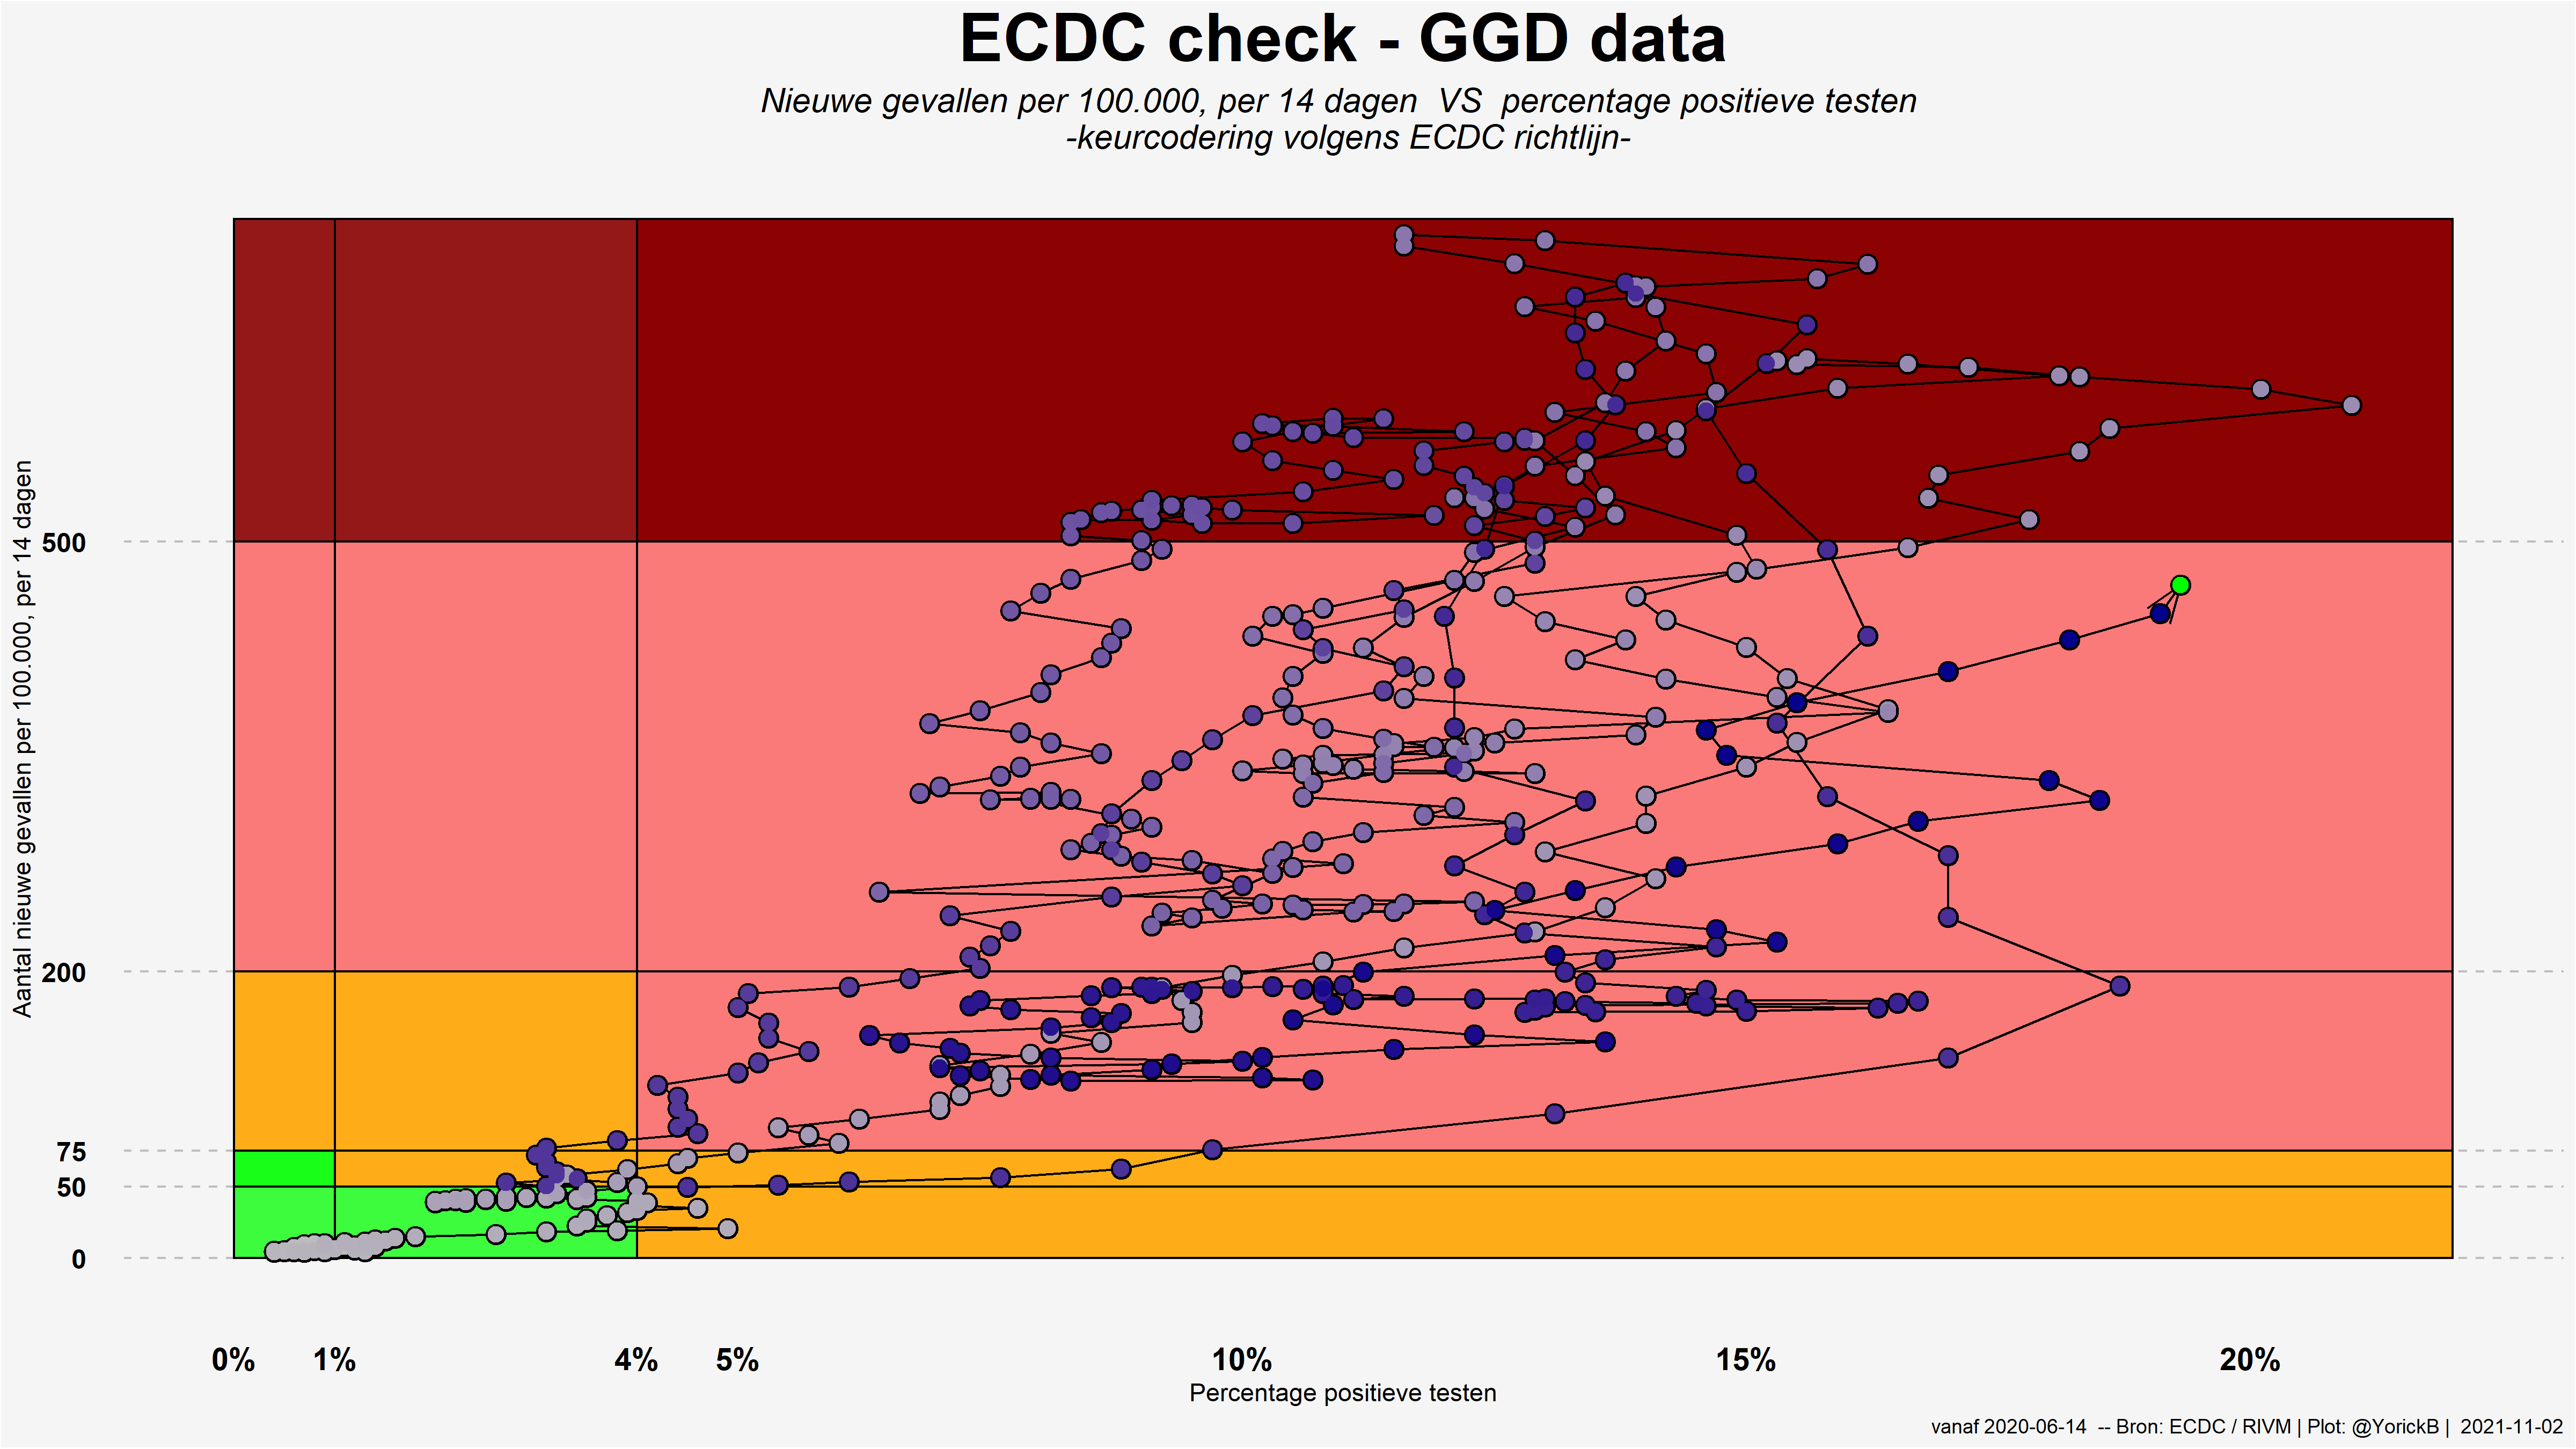 ECDC check - GGD data
Nieuwe gevallen per 100.000, per 14 dagen VS percentage positieve testen
-keurcodering volgens ECDC richtlijn-
Aantal nieuwe gevallen per 100.000, per 14 dagen
500
200
75
50
0
0% 1% 4% 5% 10% 15% 20%
Percentage positieve testen
vanaf 2020-06-14 -- Bron: ECDC / RIVM | Plot: @YorickB | 2021-11-02